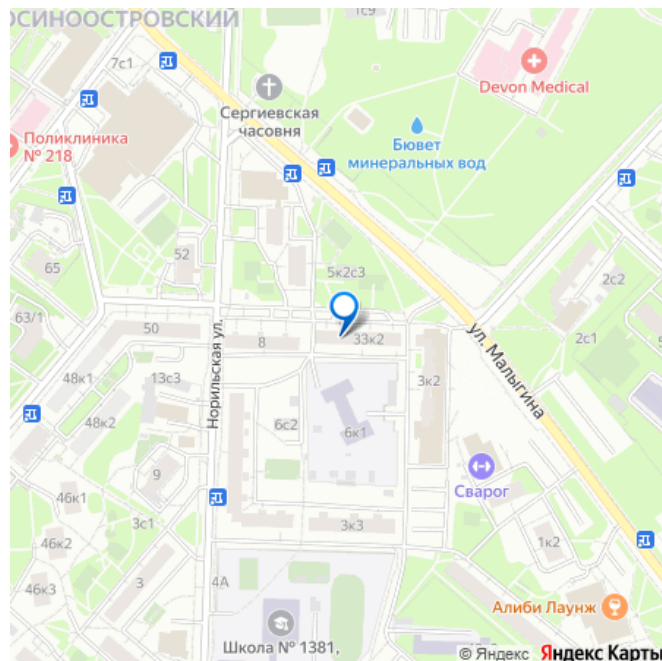 ОСИНООСТРОВСКИЙ
7с1
1с9
Сергиевская
часовня
Devon Medical
Поликлиника
№ 218
Бювет
минеральных вод
65
52
5к2с3
2с2
63/1
50
8
33к2
ул. Малыгина
2с1
Норильская ул.
48к1
13с3
3к2
48к2
6с2
6к1
9
Сварог
46к1
3с1
3к3
1к2
46к2
46к3
3
4А
Алиби Лаунж
Школа № 1381,
© Яндекс Яндекс Карты